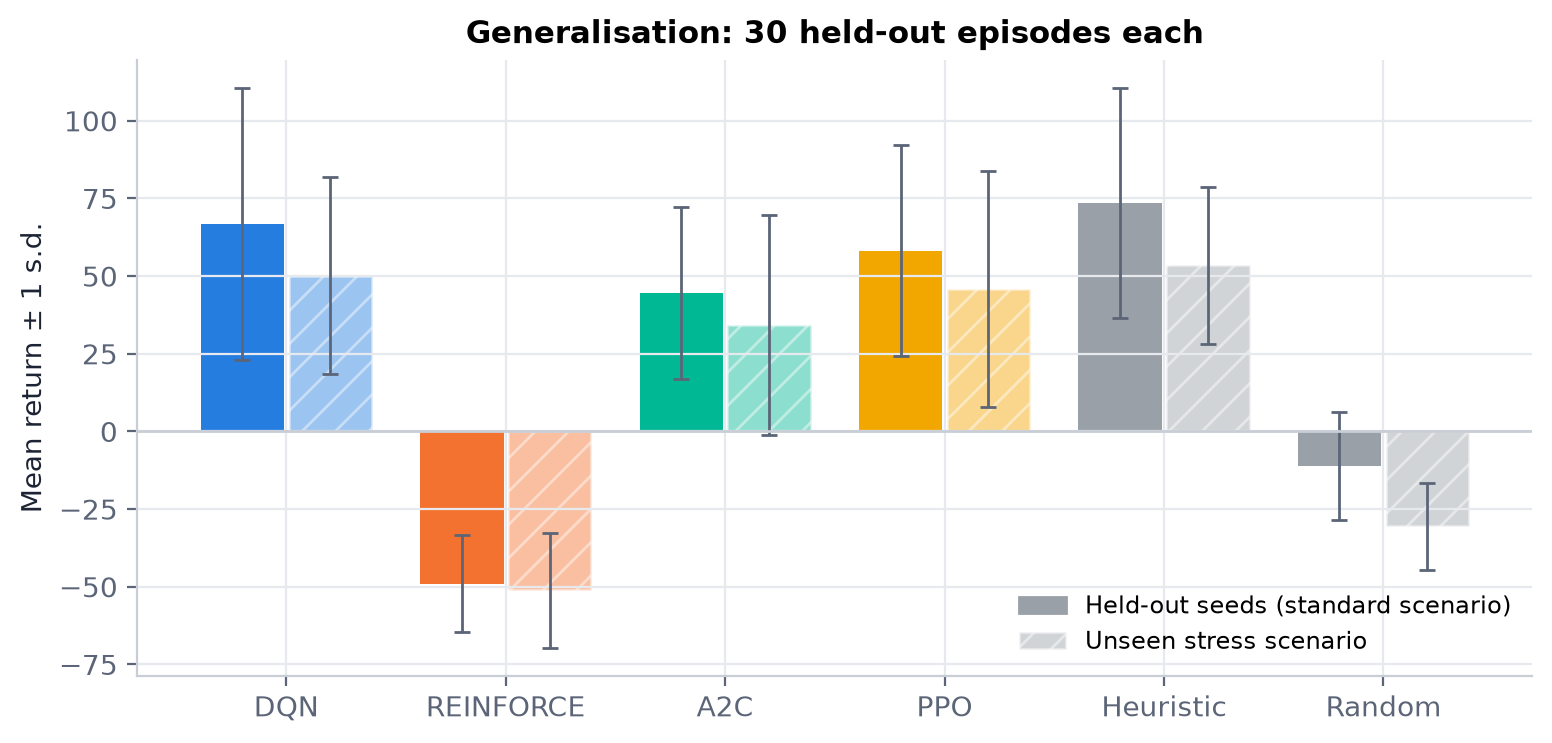 Generalisation: 30 held-out episodes each
Mean return ± 1 s.d.
100
75
50
25
0
−25
−50
−75
Held-out seeds (standard scenario)
Unseen stress scenario
DQN REINFORCE A2C PPO Heuristic Random